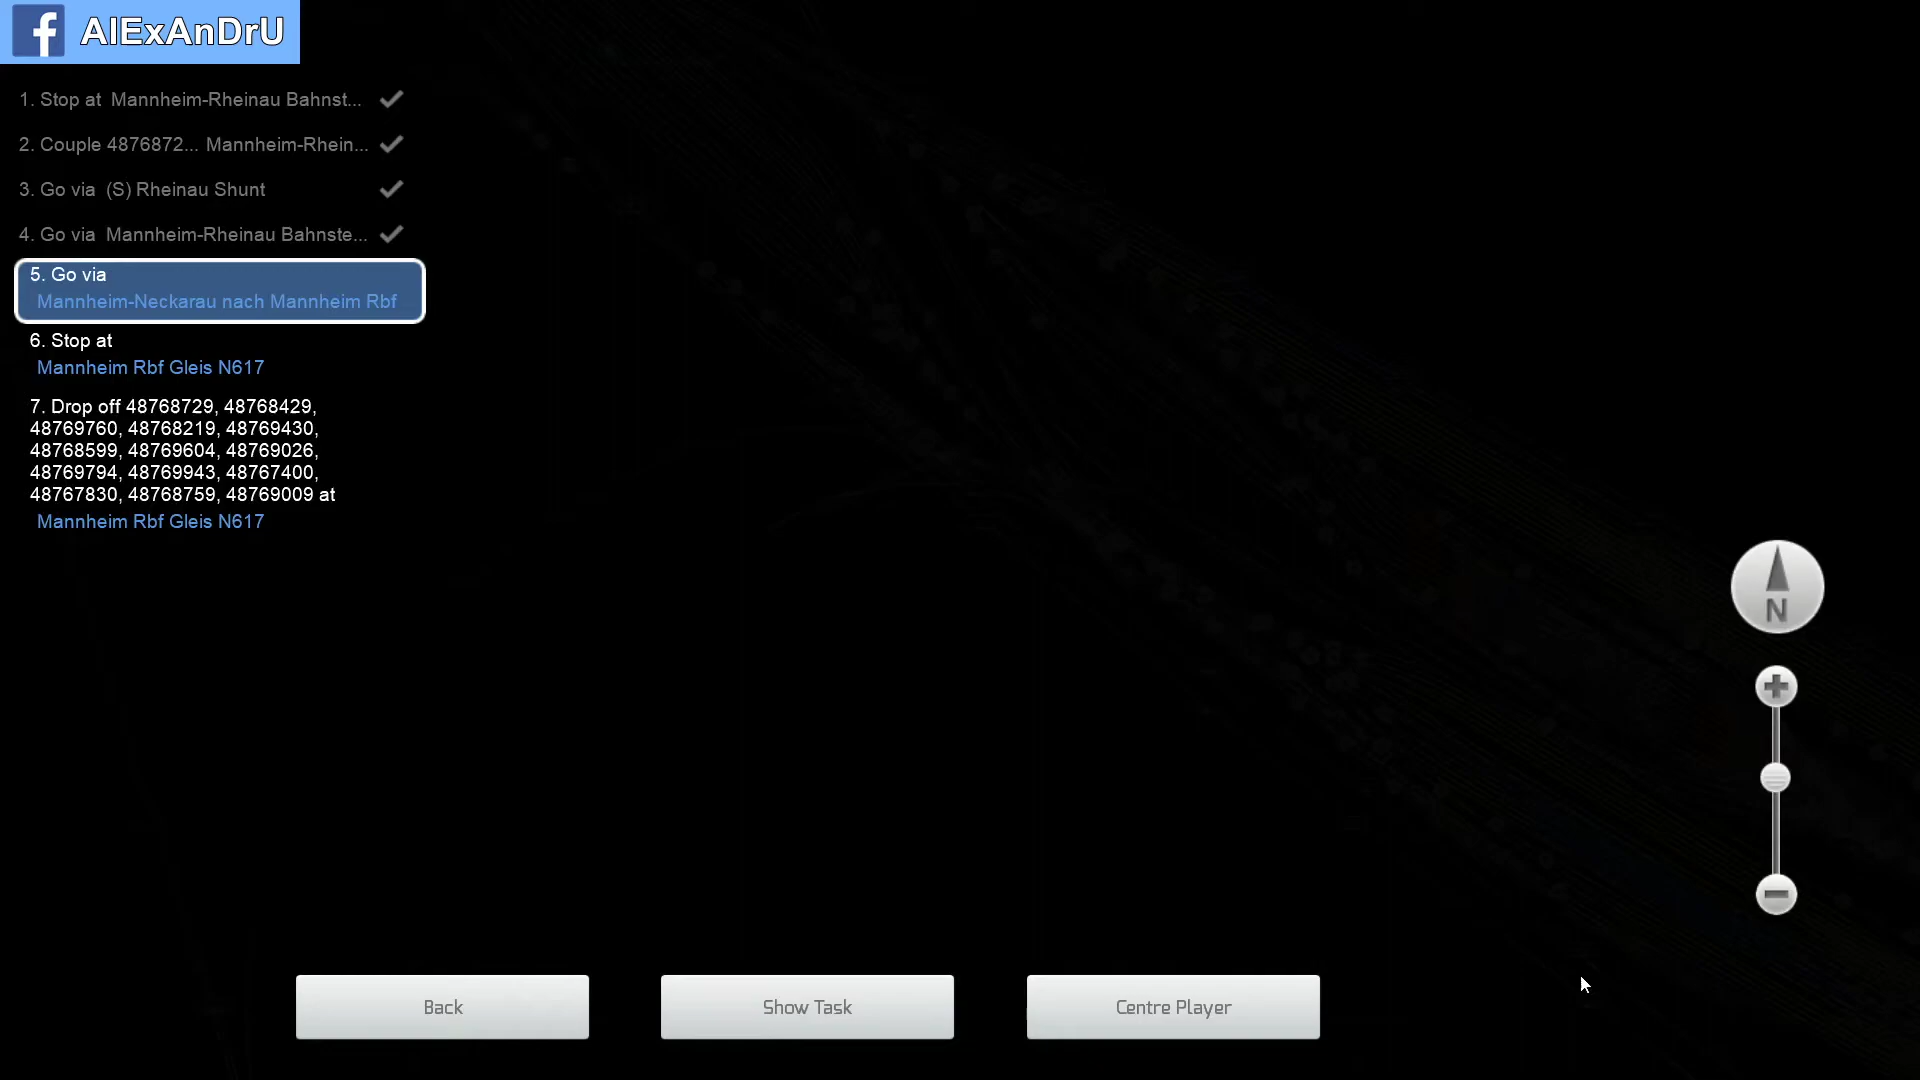 AlExAnDrU
1. Stop at Mannheim-Rheinau Bahnst...
2. Couple 4876872... Mannheim-Rhein...
3. Go via (S) Rheinau Shunt
4. Go via Mannheim-Rheinau Bahnste...
5. Go via
Mannheim-Neckarau nach Mannheim Rbf
6. Stop at
Mannheim Rbf Gleis N617
7. Drop off 48768729, 48768429,
48769760, 48768219, 48769430,
48768599, 48769604, 48769026,
48769794, 48769943, 48767400,
48767830, 48768759, 48769009 at
Mannheim Rbf Gleis N617
N
Back
Show Task
Centre Player